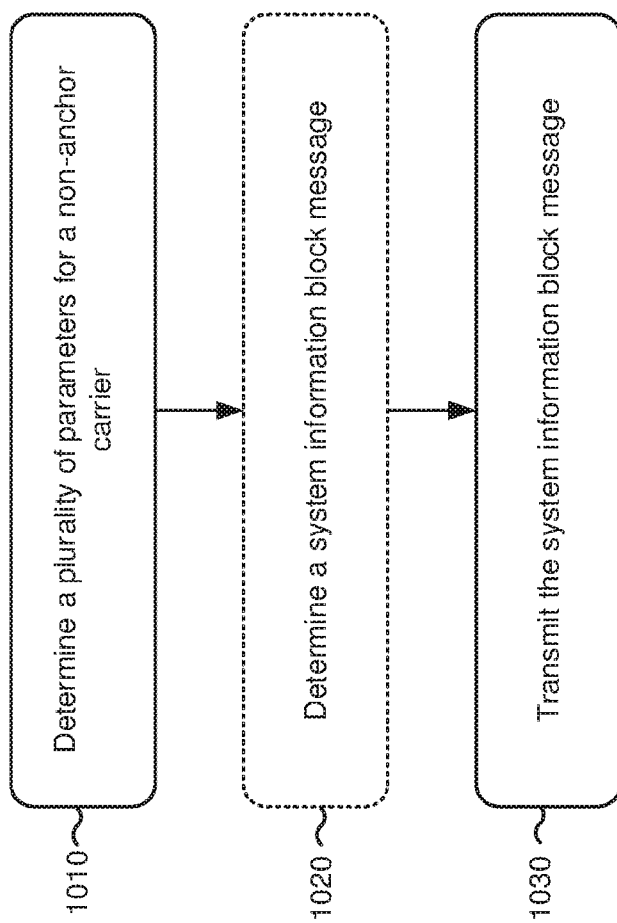 1010
Determine a plurality of parameters for a non-anchor
carrier
1020
Determine a system information block message
1030
Transmit the system information block message